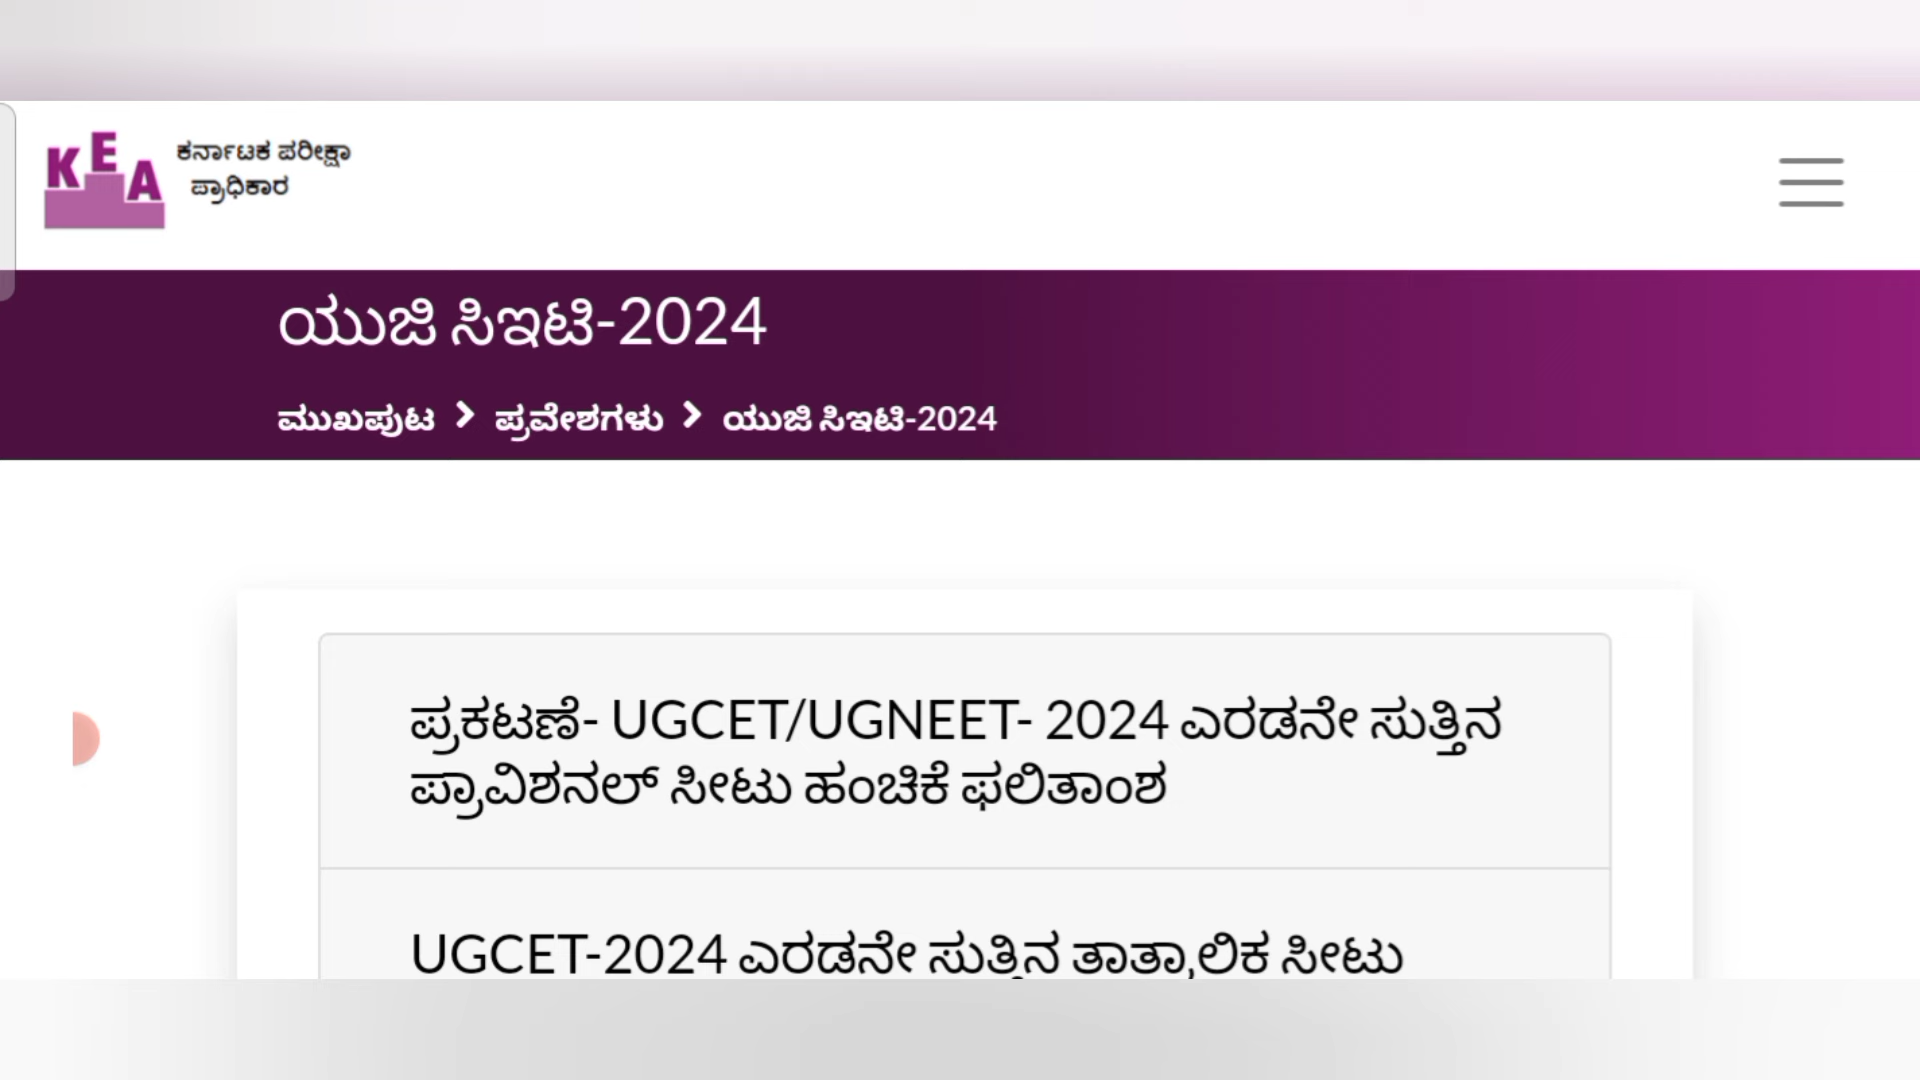 KEA
ಕರ್ನಾಟಕ ಪರೀಕ್ಷಾ
ಪ್ರಾಧಿಕಾರ
ಯುಜಿ ಸಿಇಟಿ-2024
ಮುಖಪುಟ > ಪ್ರವೇಶಗಳು > ಯುಜಿ ಸಿಇಟಿ-2024
ಪ್ರಕಟಣೆ- UGCET/UGNEET- 2024 ಎರಡನೇ ಸುತ್ತಿನ
ಪ್ರಾವಿಶನಲ್ ಸೀಟು ಹಂಚಿಕೆ ಫಲಿತಾಂಶ
UGCET-2024 ಎರಡನೇ ಸುತ್ತಿನ ತಾತ್ಕಾಲಿಕ ಸೀಟು